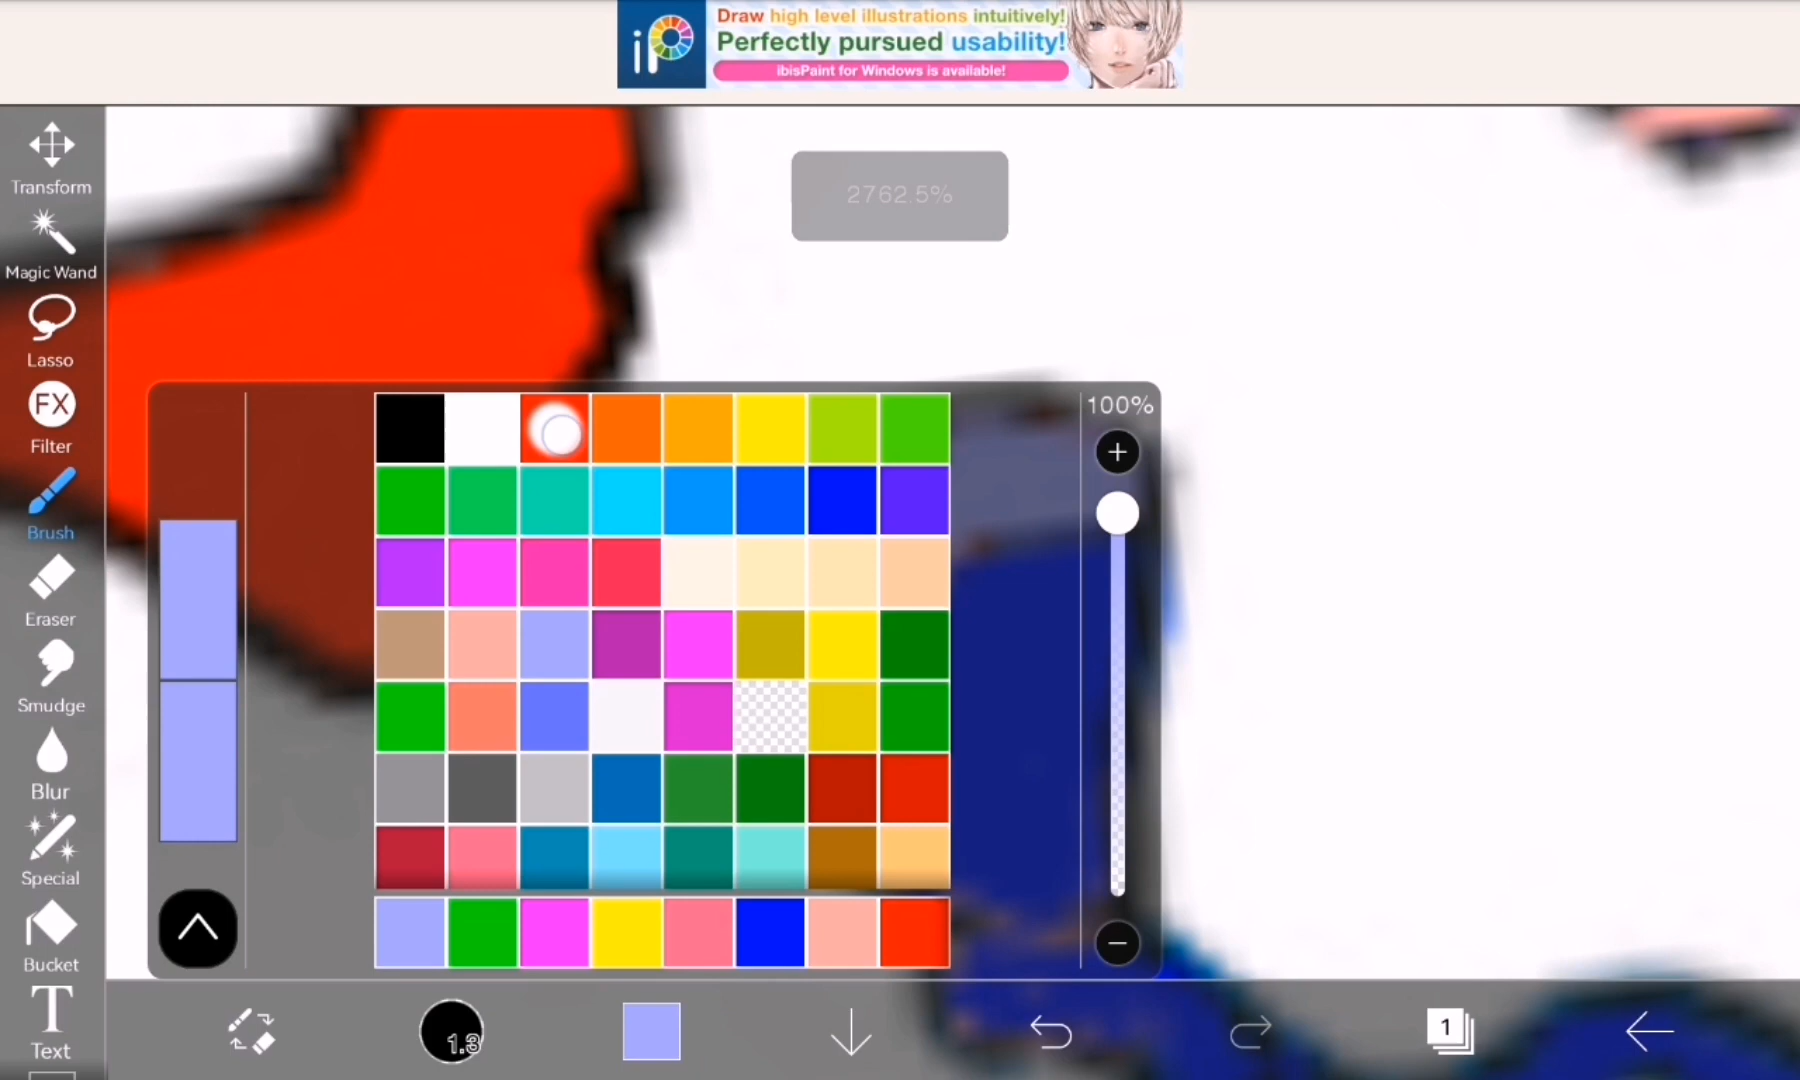 iP
Draw high level illustrations intuitively!
Perfectly pursued usability!
ibisPaint for Windows is available!
2762.5%
Transform
Magic Wand
Lasso
FX
Filter
Brush
Eraser
Smudge
Blur
Special
Bucket
T
Text
100%
1.3
1